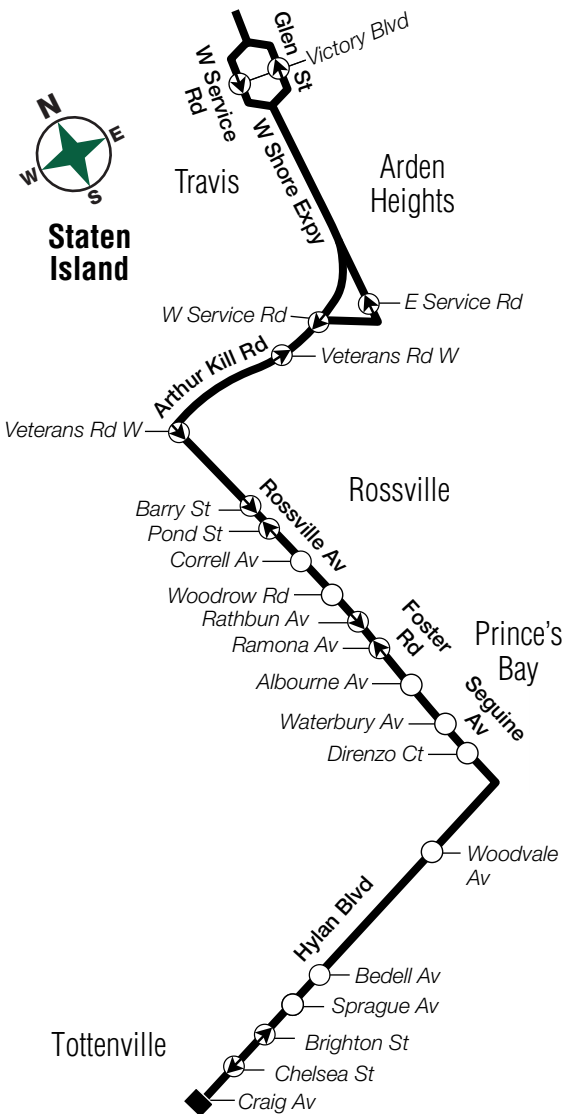 Glen St
Victory Blvd
W Service
Rd
W Shore Expy
N
E
W
S
Travis
Arden
Heights
Staten
Island
W Service Rd
E Service Rd
Arthur Kill Rd
Veterans Rd W
Veterans Rd W
Rossville
Barry St
Rossville Av
Pond St
Correll Av
Woodrow Rd
Rathbun Av
Foster
Rd
Ramona Av
Prince's
Bay
Albourne Av
Seguine
Av
Waterbury Av
Direnzo Ct
Woodvale
Av
Hylan Blvd
Bedell Av
Sprague Av
Tottenville
Brighton St
Chelsea St
Craig Av